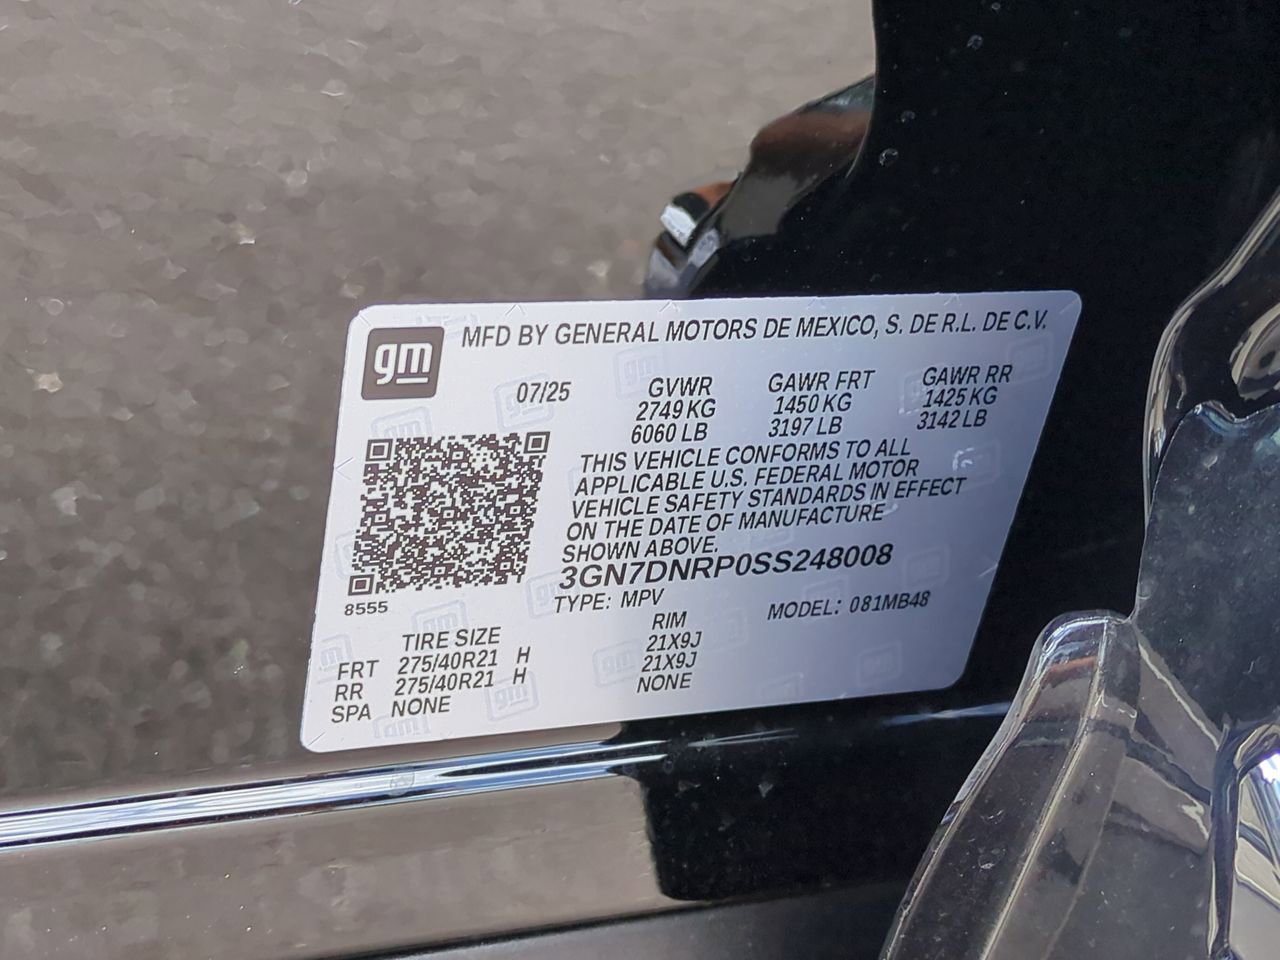 gm MFD BY GENERAL MOTORS DE MEXICO, S. DE R.L. DE C.V.
07/25 GVWR GAWR FRT GAWR RR
2749 KG 1450 KG 1425 KG
6060 LB 3197 LB 3142 LB
THIS VEHICLE CONFORMS TO ALL
APPLICABLE U.S. FEDERAL MOTOR
VEHICLE SAFETY STANDARDS IN EFFECT
ON THE DATE OF MANUFACTURE
SHOWN ABOVE.
3GN7DNRP0SS248008
8555 TYPE: MPV MODEL: 081MB48
TIRE SIZE RIM
FRT 275/40R21 H 21X9J
RR 275/40R21 H 21X9J
SPA NONE NONE